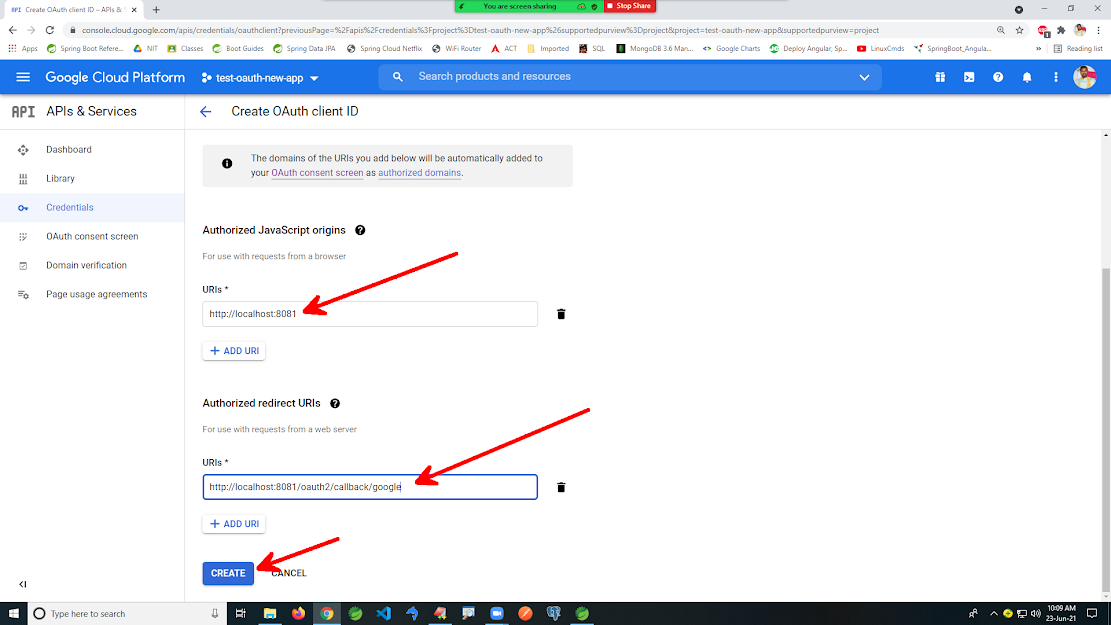 Create OAuth client ID – APIs &
You are screen sharing
Stop Share
console.cloud.google.com/apis/credentials/oauthclient?previousPage=%2Fapis%2Fcredentials%3Fproject%3Dtest-oauth-new-app%26supportedpurview%3Dproject&project=test-oauth-new-app&supportedpurview=project
Apps
Spring Boot Refere...
NIT
Classes
Boot Guides
Spring Data JPA
Spring Cloud Netflix
WiFi Router
ACT
Imported
SQL
MongoDB 3.6 Man...
Google Charts
Deploy Angular, Sp...
LinuxCmds
SpringBoot_Angula...
»
Reading list
Google Cloud Platform
test-oauth-new-app
Search products and resources
API APIs & Services
Create OAuth client ID
Dashboard
Library
Credentials
OAuth consent screen
Domain verification
Page usage agreements
The domains of the URIs you add below will be automatically added to
your OAuth consent screen as authorized domains.
Authorized JavaScript origins
For use with requests from a browser
URIs *
http://localhost:8081
+ ADD URI
Authorized redirect URIs
For use with requests from a web server
URIs *
http://localhost:8081/oauth2/callback/google
+ ADD URI
CREATE
CANCEL
Type here to search
10:09 AM
23-Jun-21